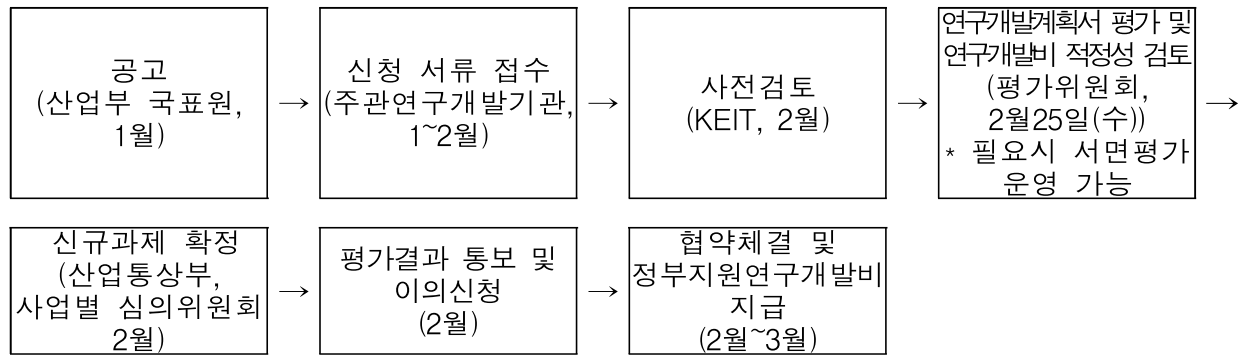 공고
(산업부 국표원,
1월)
→
신청 서류 접수
(주관연구개발기관,
1~2월)
→
사전검토
(KEIT, 2월)
→
연구개발계획서 평가 및
연구개발비 적정성 검토
(평가위원회,
2월25일(수))
* 필요시 서면평가
운영 가능
→
신규과제 확정
(산업통상부,
사업별 심의위원회
2월)
→
평가결과 통보 및
이의신청
(2월)
→
협약체결 및
정부지원연구개발비
지급
(2월~3월)